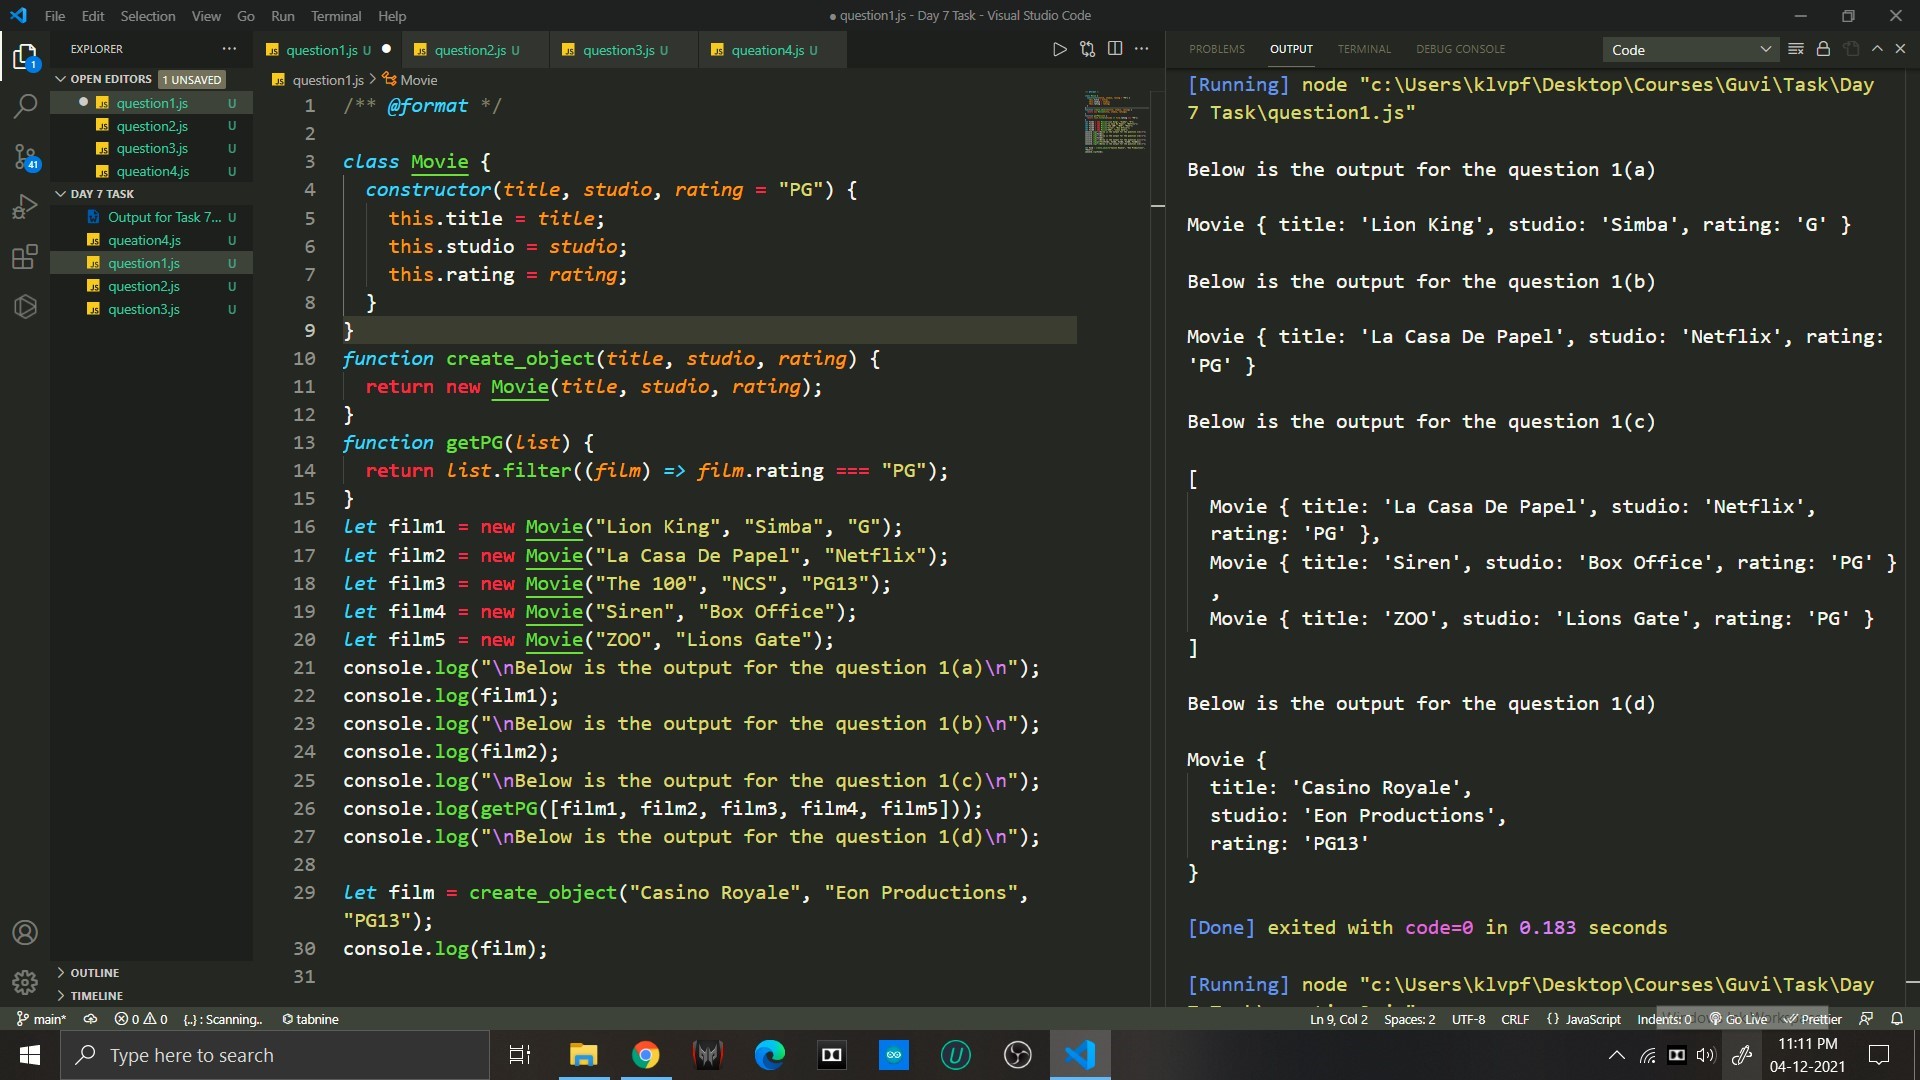 File Edit Selection View Go Run Terminal Help
● question1.js - Day 7 Task - Visual Studio Code
EXPLORER
OPEN EDITORS 1 UNSAVED
JS question1.js U
JS question2.js U
JS question3.js U
JS queation4.js U
DAY 7 TASK
Output for Task 7... U
JS queation4.js U
JS question1.js U
JS question2.js U
JS question3.js U
OUTLINE
TIMELINE
1
41
JS question1.js U ● JS question2.js U JS question3.js U JS queation4.js U
JS question1.js > Movie
1 /** @format */
2
3 class Movie {
4 constructor(title, studio, rating = "PG") {
5 this.title = title;
6 this.studio = studio;
7 this.rating = rating;
8 }
9 }
10 function create_object(title, studio, rating) {
11 return new Movie(title, studio, rating);
12 }
13 function getPG(list) {
14 return list.filter((film) => film.rating === "PG");
15 }
16 let film1 = new Movie("Lion King", "Simba", "G");
17 let film2 = new Movie("La Casa De Papel", "Netflix");
18 let film3 = new Movie("The 100", "NCS", "PG13");
19 let film4 = new Movie("Siren", "Box Office");
20 let film5 = new Movie("ZOO", "Lions Gate");
21 console.log("\nBelow is the output for the question 1(a)\n");
22 console.log(film1);
23 console.log("\nBelow is the output for the question 1(b)\n");
24 console.log(film2);
25 console.log("\nBelow is the output for the question 1(c)\n");
26 console.log(getPG([film1, film2, film3, film4, film5]));
27 console.log("\nBelow is the output for the question 1(d)\n");
28
29 let film = create_object("Casino Royale", "Eon Productions",
"PG13");
30 console.log(film);
31
PROBLEMS OUTPUT TERMINAL DEBUG CONSOLE Code
[Running] node "c:\Users\klvpf\Desktop\Courses\Guvi\Task\Day
7 Task\question1.js"
Below is the output for the question 1(a)
Movie { title: 'Lion King', studio: 'Simba', rating: 'G' }
Below is the output for the question 1(b)
Movie { title: 'La Casa De Papel', studio: 'Netflix', rating:
'PG' }
Below is the output for the question 1(c)
[
Movie { title: 'La Casa De Papel', studio: 'Netflix',
rating: 'PG' },
Movie { title: 'Siren', studio: 'Box Office', rating: 'PG' }
,
Movie { title: 'ZOO', studio: 'Lions Gate', rating: 'PG' }
]
Below is the output for the question 1(d)
Movie {
title: 'Casino Royale',
studio: 'Eon Productions',
rating: 'PG13'
}
[Done] exited with code=0 in 0.183 seconds
[Running] node "c:\Users\klvpf\Desktop\Courses\Guvi\Task\Day
main* 0 0 {..} : Scanning.. tabnine
Ln 9, Col 2 Spaces: 2 UTF-8 CRLF {} JavaScript Indents: 0 Go Live Prettier
Type here to search
11:11 PM
04-12-2021